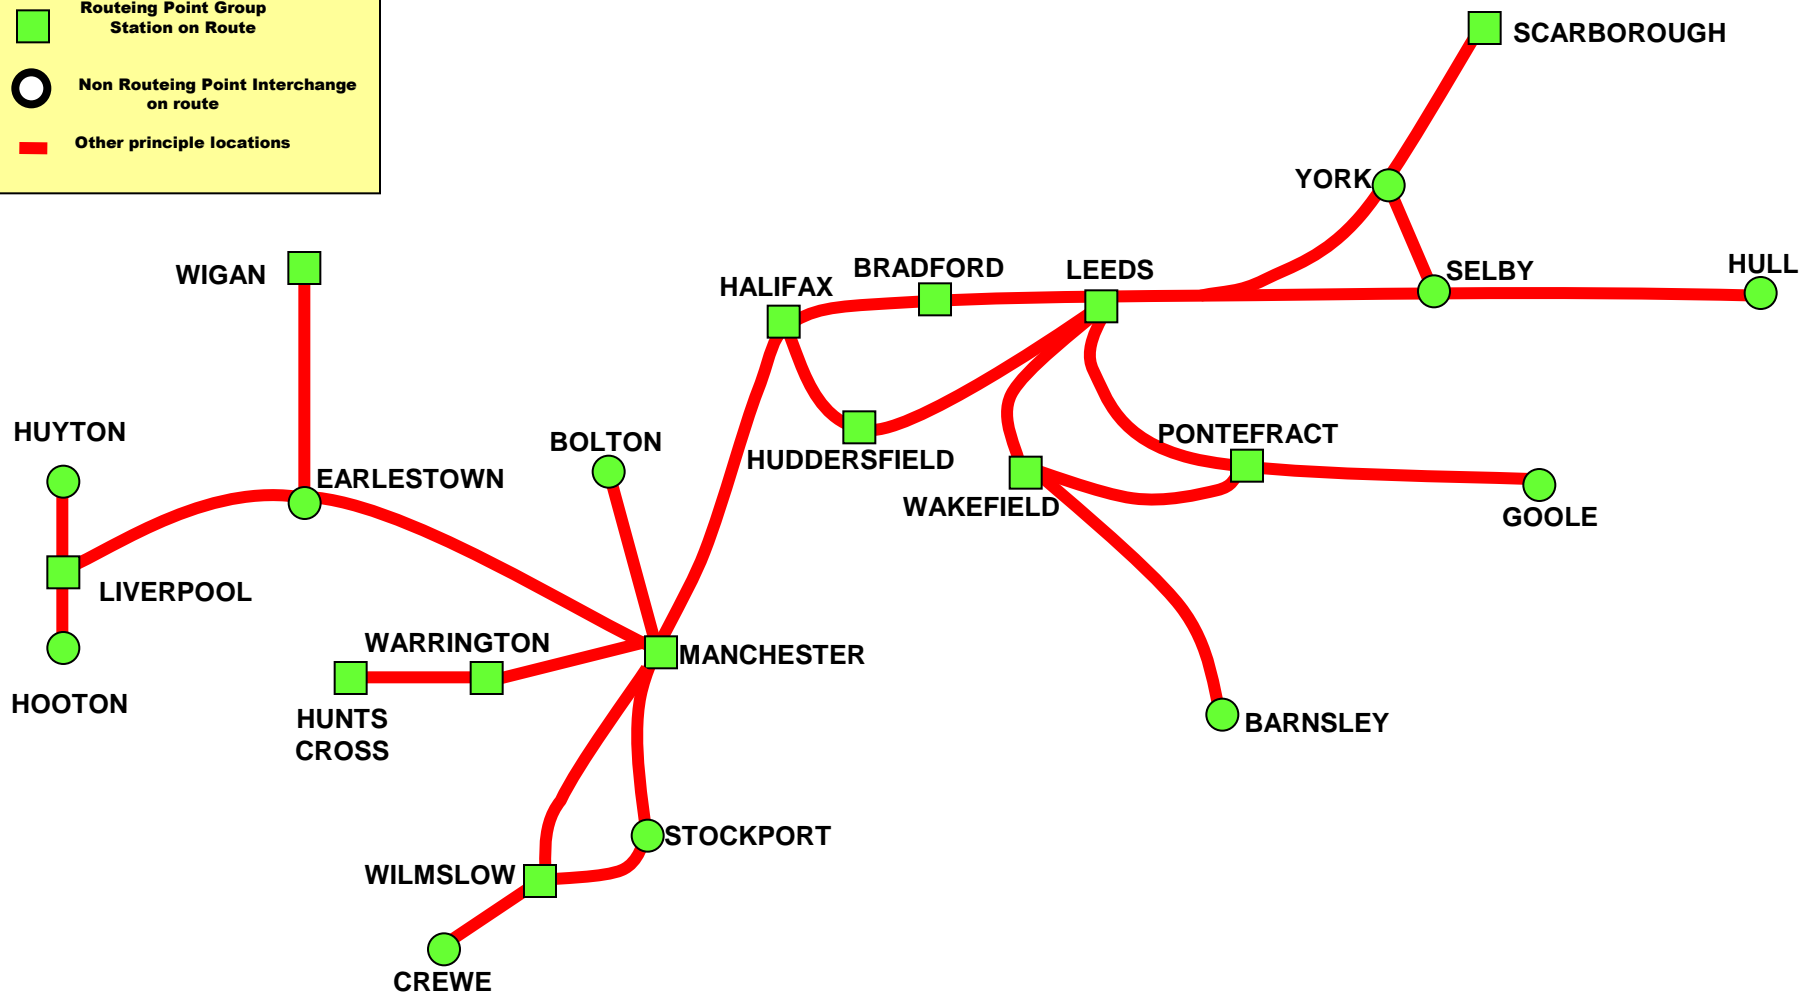 Routeing Point Group
Station on Route
Non Routeing Point Interchange
on route
Other principle locations
SCARBOROUGH
YORK
SELBY
HULL
LEEDS
BRADFORD
HALIFAX
WIGAN
HUYTON
EARLESTOWN
BOLTON
HUDDERSFIELD
PONTEFRACT
WAKEFIELD
GOOLE
LIVERPOOL
WARRINGTON
MANCHESTER
HOOTON
HUNTS
CROSS
BARNSLEY
STOCKPORT
WILMSLOW
CREWE